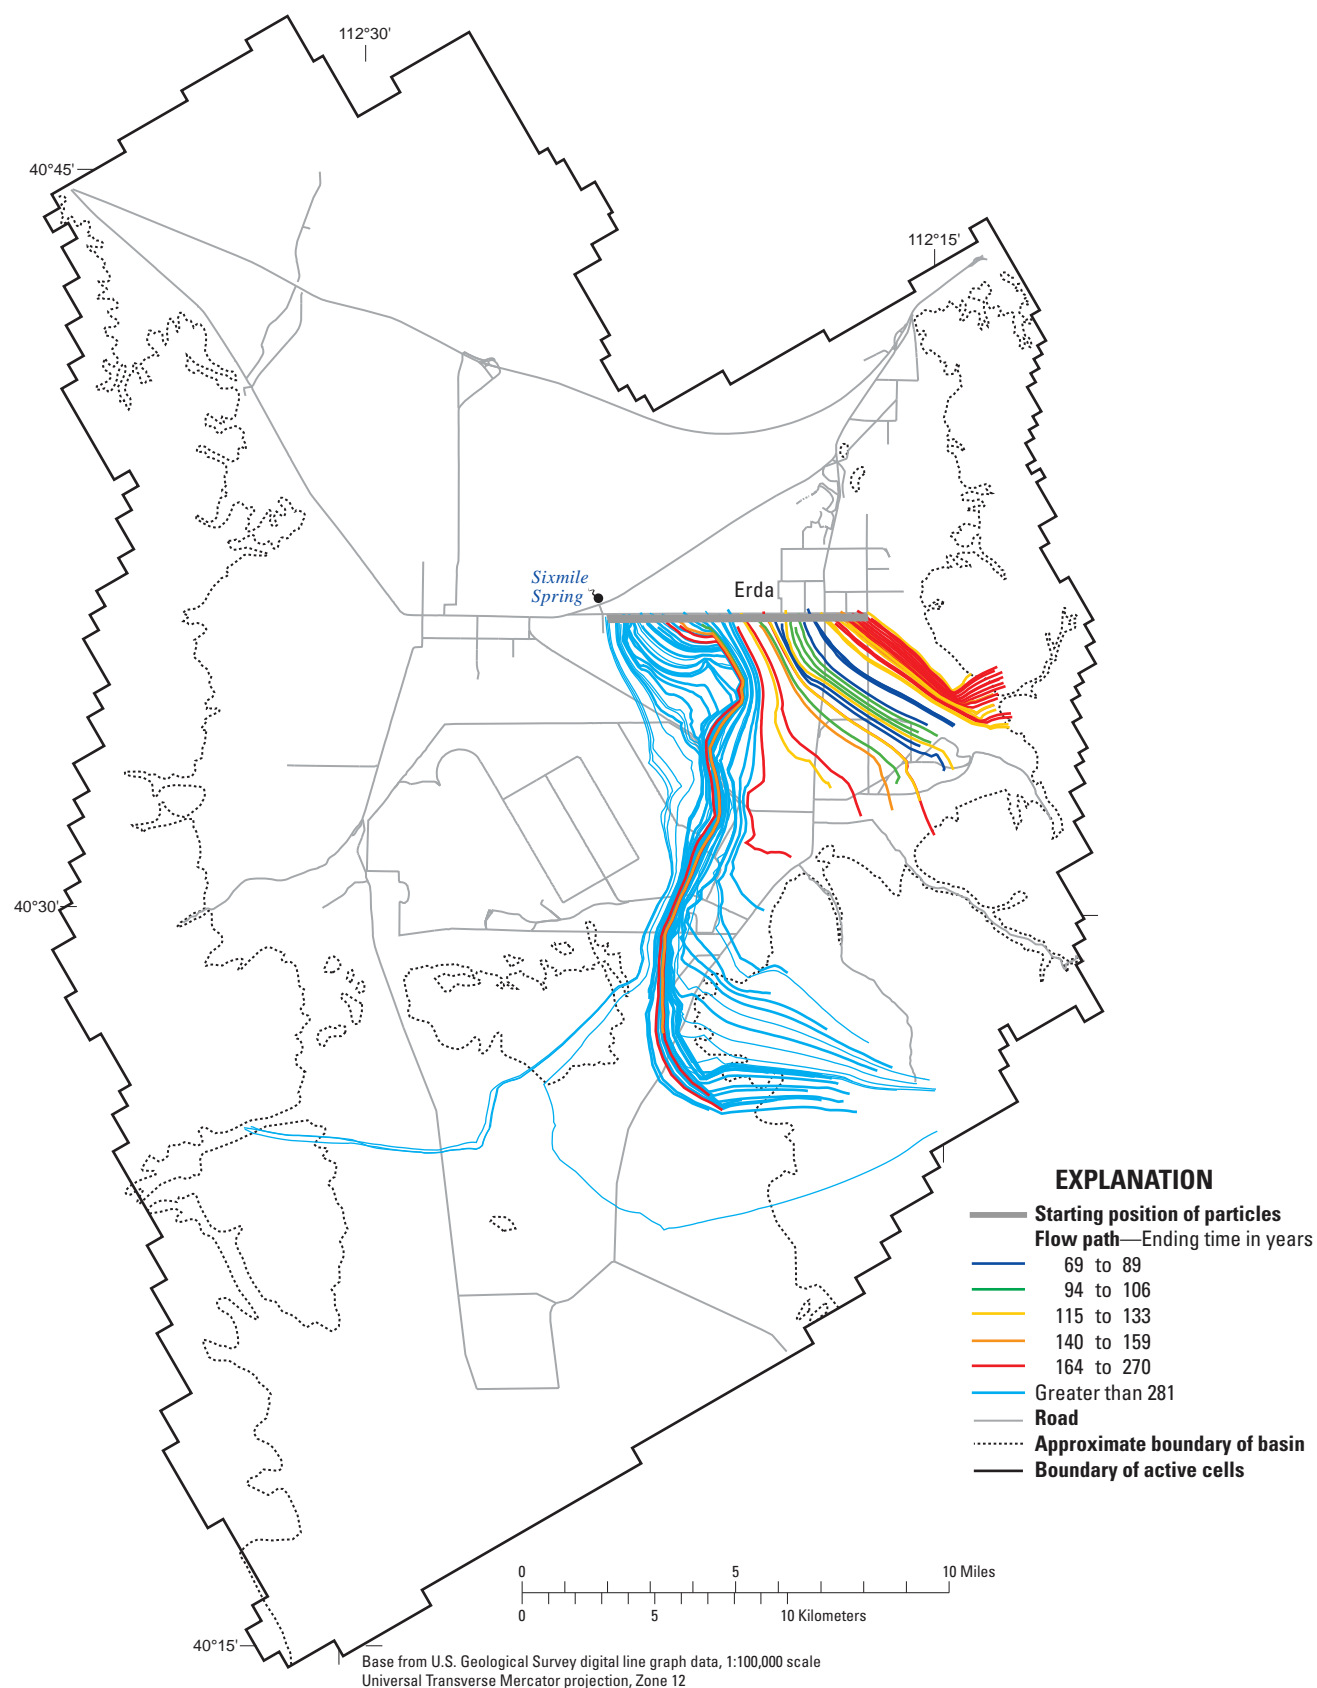 112°30'
40°45'
112°15'
Sixmile
Spring
Erda
40°30'
EXPLANATION
Starting position of particles
Flow path—Ending time in years
69 to 89
94 to 106
115 to 133
140 to 159
164 to 270
Greater than 281
Road
Approximate boundary of basin
Boundary of active cells
0 5 10 Miles
0 5 10 Kilometers
40°15'
Base from U.S. Geological Survey digital line graph data, 1:100,000 scale
Universal Transverse Mercator projection, Zone 12